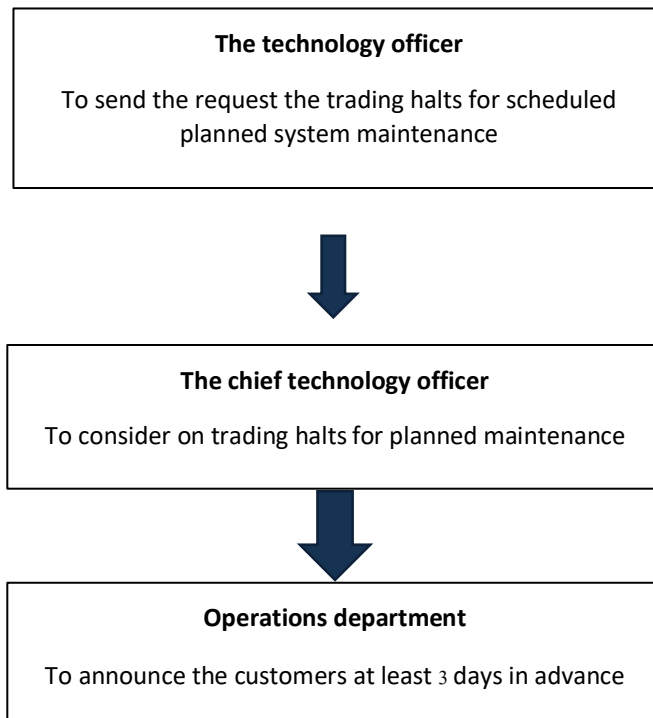 The technology officer
To send the request the trading halts for scheduled
planned system maintenance
The chief technology officer
To consider on trading halts for planned maintenance
Operations department
To announce the customers at least 3 days in advance